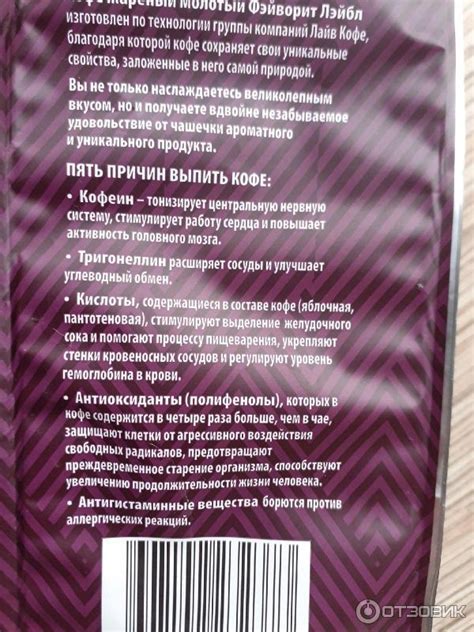 жареный молотый Фэйворит Лэйбл
изготовлен по технологии группы компаний Лайв Кофе,
благодаря которой кофе сохраняет свои уникальные
свойства, заложенные в него самой природой.
Вы не только наслаждаетесь великолепным
вкусом, но и получаете вдвойне незабываемое
удовольствие от чашечки ароматного
и уникального продукта.
ПЯТЬ ПРИЧИН ВЫПИТЬ КОФЕ:
• Кофеин – тонизирует центральную нервную
систему, стимулирует работу сердца и повышает
активность головного мозга.
• Тригонеллин расширяет сосуды и улучшает
углеводный обмен.
• Кислоты, содержащиеся в составе кофе (яблочная,
пантотеновая), стимулируют выделение желудочного
сока и помогают процессу пищеварения, укрепляют
стенки кровеносных сосудов и регулируют уровень
гемоглобина в крови.
• Антиоксиданты (полифенолы), которых в
кофе содержится в четыре раза больше, чем в чае,
защищают клетки от агрессивного воздействия
свободных радикалов, предотвращают
преждевременное старение организма, способствуют
увеличению продолжительности жизни человека.
• Антигистаминные вещества борются против
аллергических реакций.
ОТЗОВИК